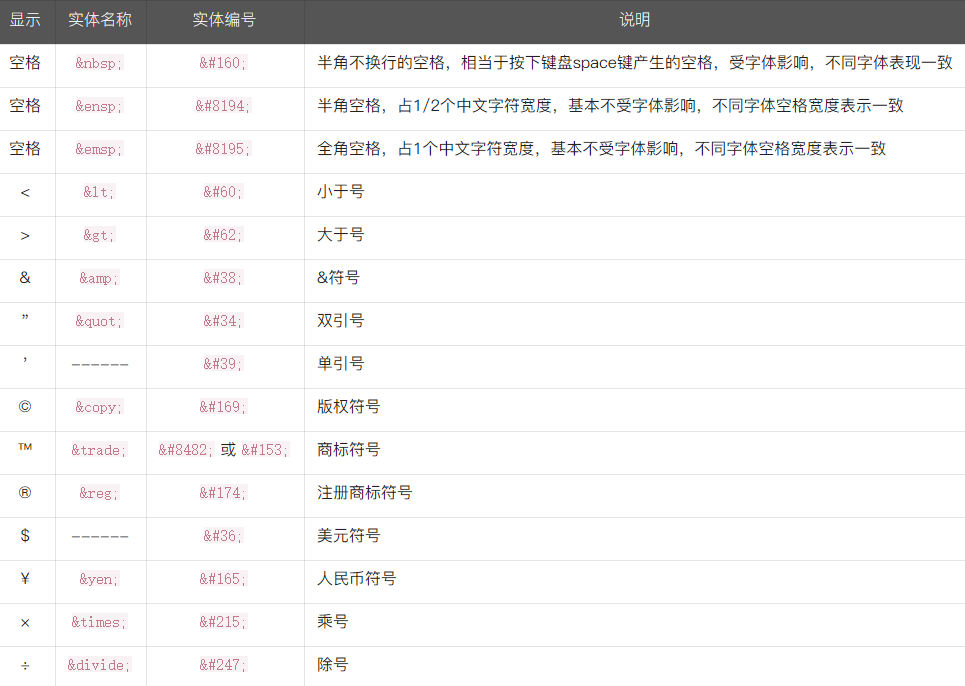 显示 实体名称 实体编号 说明
空格 &nbsp; &#160; 半角不换行的空格，相当于按下键盘space键产生的空格，受字体影响，不同字体表现一致
空格 &ensp; &#8194; 半角空格，占1/2个中文字符宽度，基本不受字体影响，不同字体空格宽度表示一致
空格 &emsp; &#8195; 全角空格，占1个中文字符宽度，基本不受字体影响，不同字体空格宽度表示一致
< &lt; &#60; 小于号
> &gt; &#62; 大于号
& &amp; &#38; &符号
” &quot; &#34; 双引号
’ ------ &#39; 单引号
© &copy; &#169; 版权符号
™ &trade; &#8482; 或 &#153; 商标符号
® &reg; &#174; 注册商标符号
$ ------ &#36; 美元符号
¥ &yen; &#165; 人民币符号
× &times; &#215; 乘号
÷ &divide; &#247; 除号